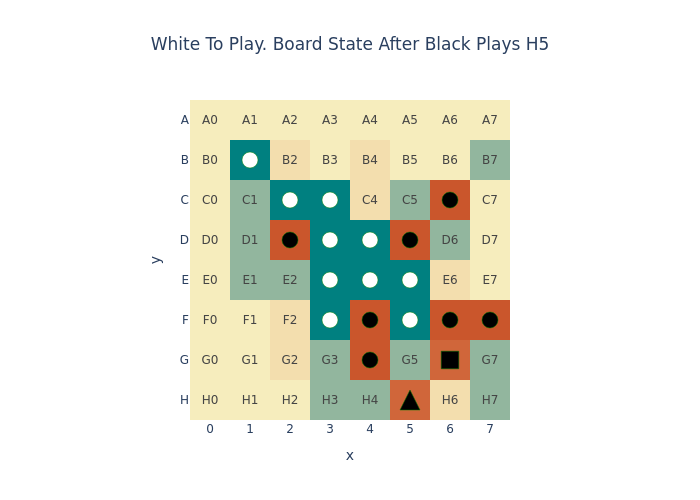 White To Play. Board State After Black Plays H5
A A0 A1 A2 A3 A4 A5 A6 A7
B B0 B2 B3 B4 B5 B6 B7
C C0 C1 C4 C5 C7
D D0 D1 D6 D7
E E0 E1 E2 E6 E7
F F0 F1 F2
G G0 G1 G2 G3 G5 G7
H H0 H1 H2 H3 H4 H6 H7
0 1 2 3 4 5 6 7
x
y